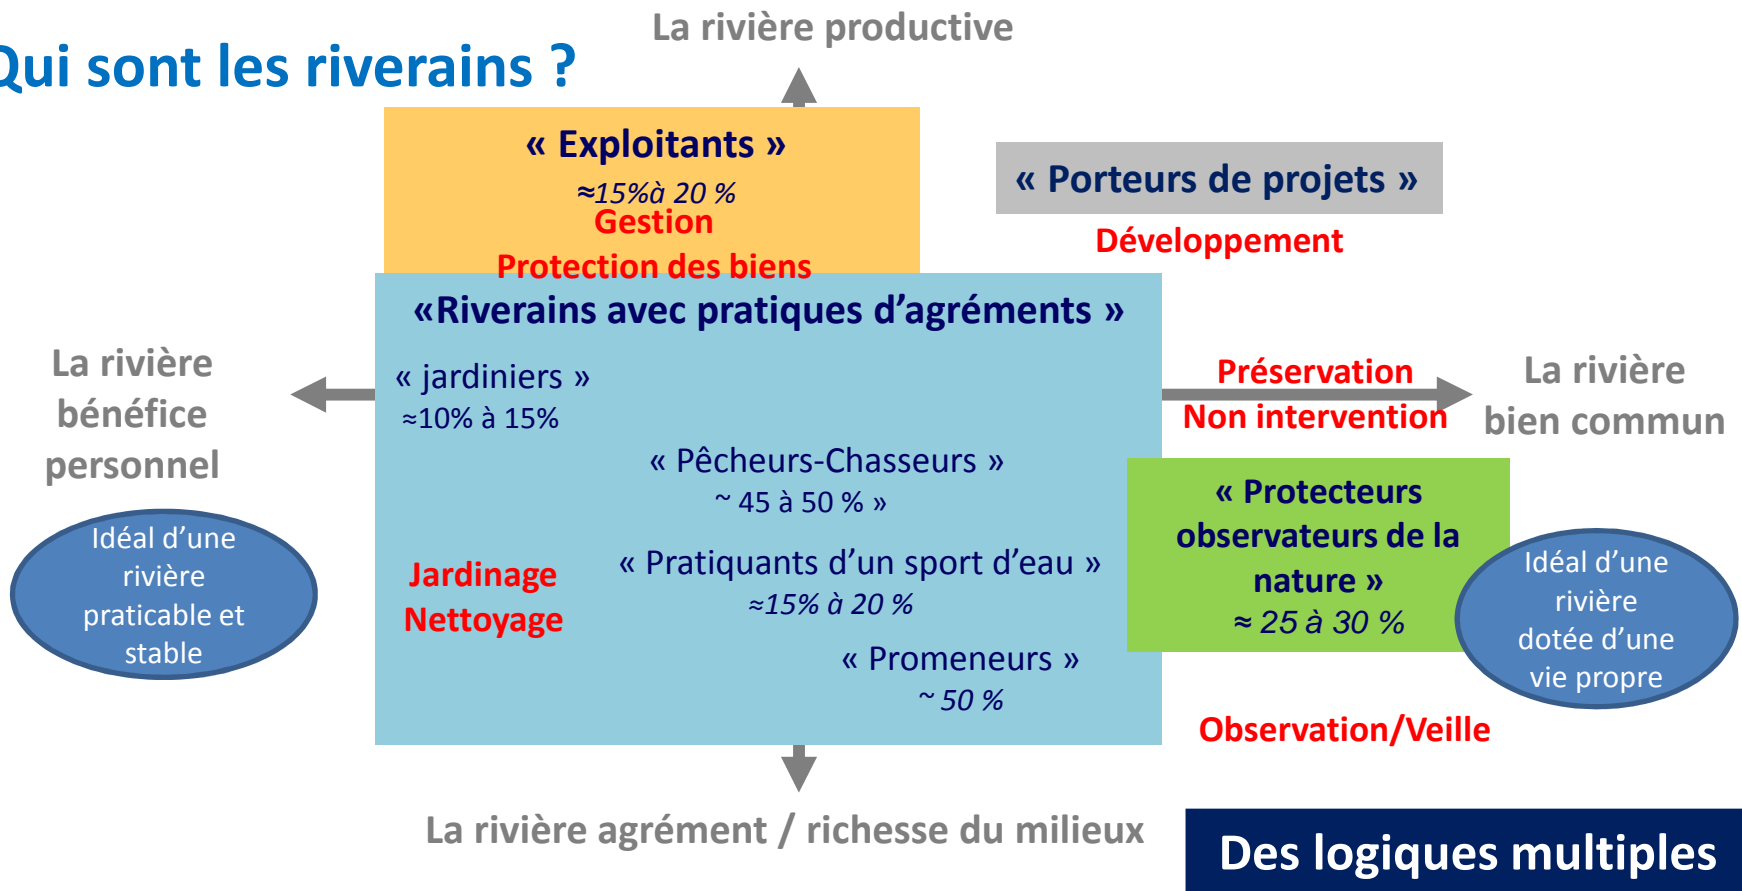 La rivière productive
Qui sont les riverains ?
« Exploitants »
≈15%à 20 %
Gestion
Protection des biens
« Porteurs de projets »
Développement
«Riverains avec pratiques d'agréments »
La rivière
bénéfice
personnel
« jardiniers »
≈10% à 15%
Préservation
Non intervention
La rivière
bien commun
« Pêcheurs-Chasseurs »
~ 45 à 50 % »
« Protecteurs
observateurs de la
nature »
≈ 25 à 30 %
Idéal d'une
rivière
praticable et
stable
Jardinage
Nettoyage
« Pratiquants d'un sport d'eau »
≈15% à 20 %
Idéal d'une
rivière
dotée d'une
vie propre
« Promeneurs »
~ 50 %
Observation/Veille
La rivière agrément / richesse du milieux
Des logiques multiples